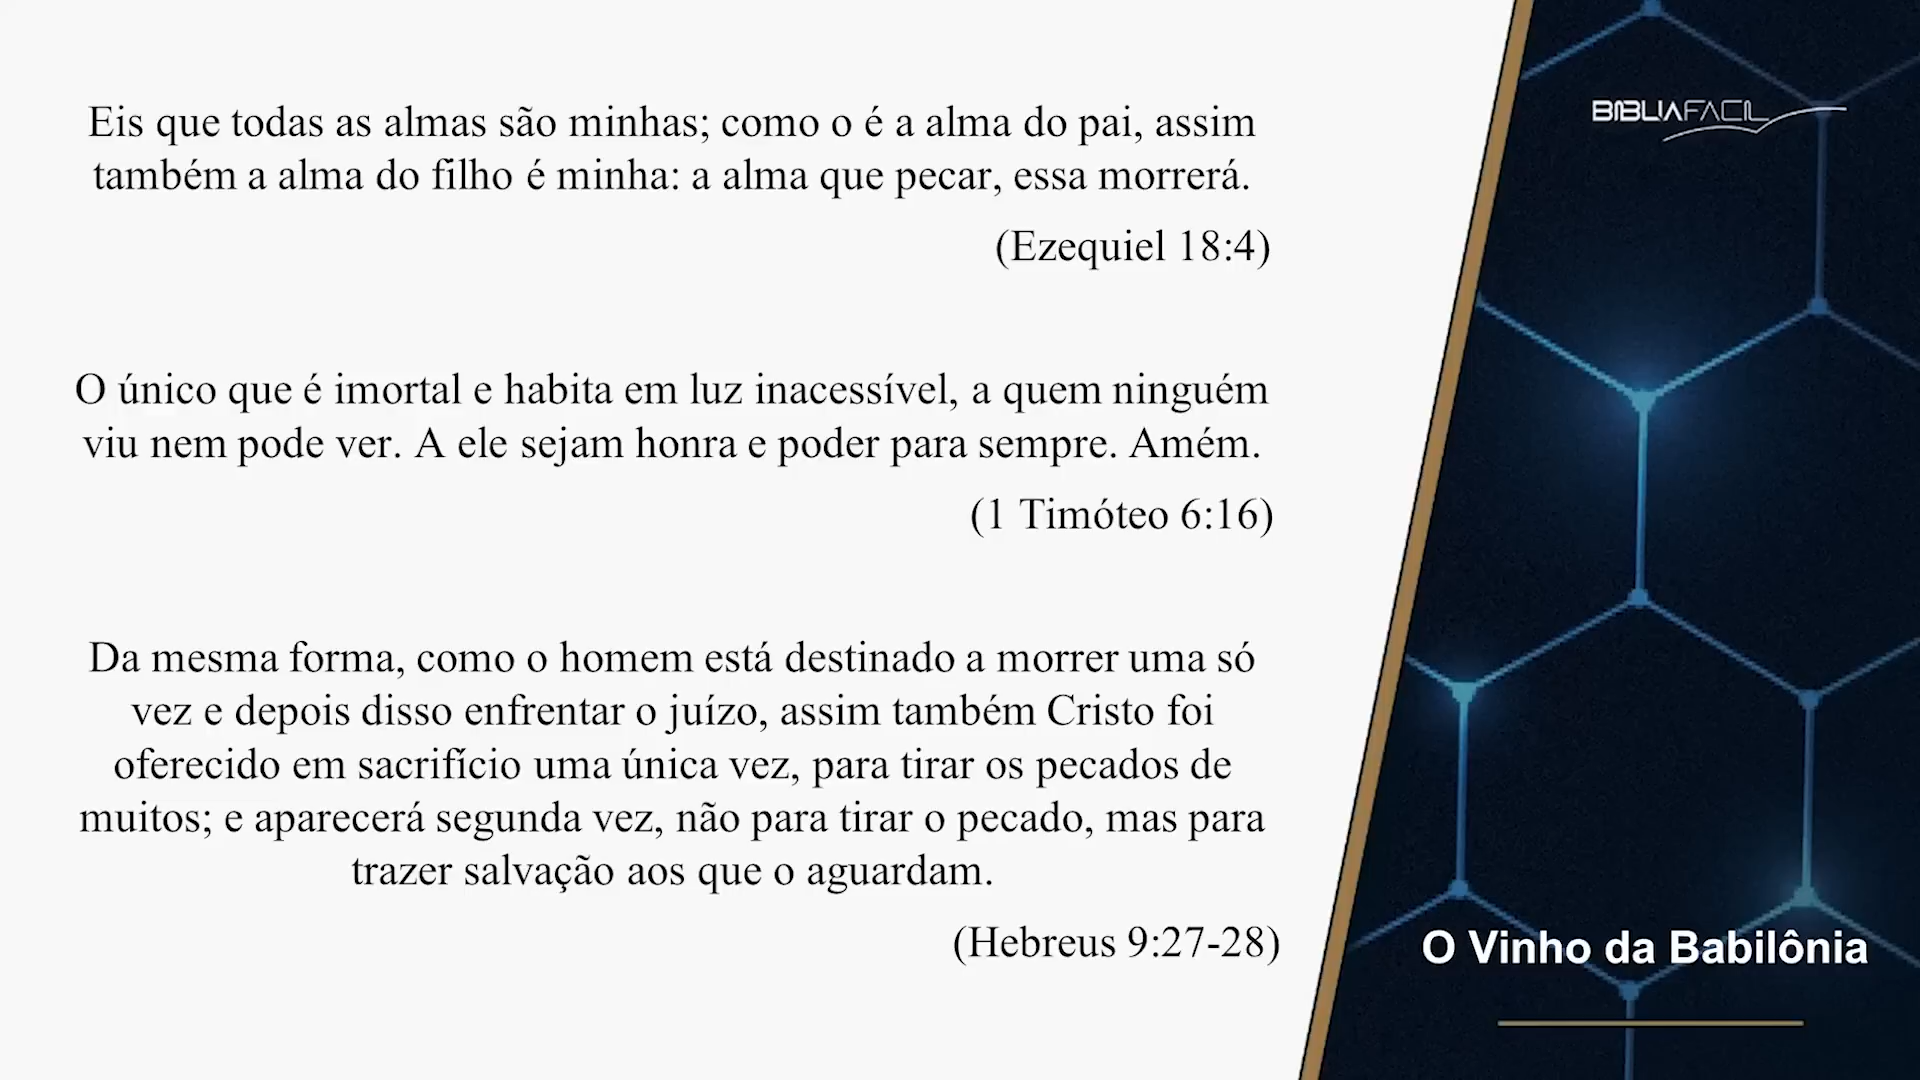 Eis que todas as almas são minhas; como o é a alma do pai, assim
também a alma do filho é minha: a alma que pecar, essa morrerá.
(Ezequiel 18:4)
O único que é imortal e habita em luz inacessível, a quem ninguém
viu nem pode ver. A ele sejam honra e poder para sempre. Amém.
(1 Timóteo 6:16)
Da mesma forma, como o homem está destinado a morrer uma só
vez e depois disso enfrentar o juízo, assim também Cristo foi
oferecido em sacrifício uma única vez, para tirar os pecados de
muitos; e aparecerá segunda vez, não para tirar o pecado, mas para
trazer salvação aos que o aguardam.
(Hebreus 9:27-28)
BIBLIAFACIL
O Vinho da Babilônia